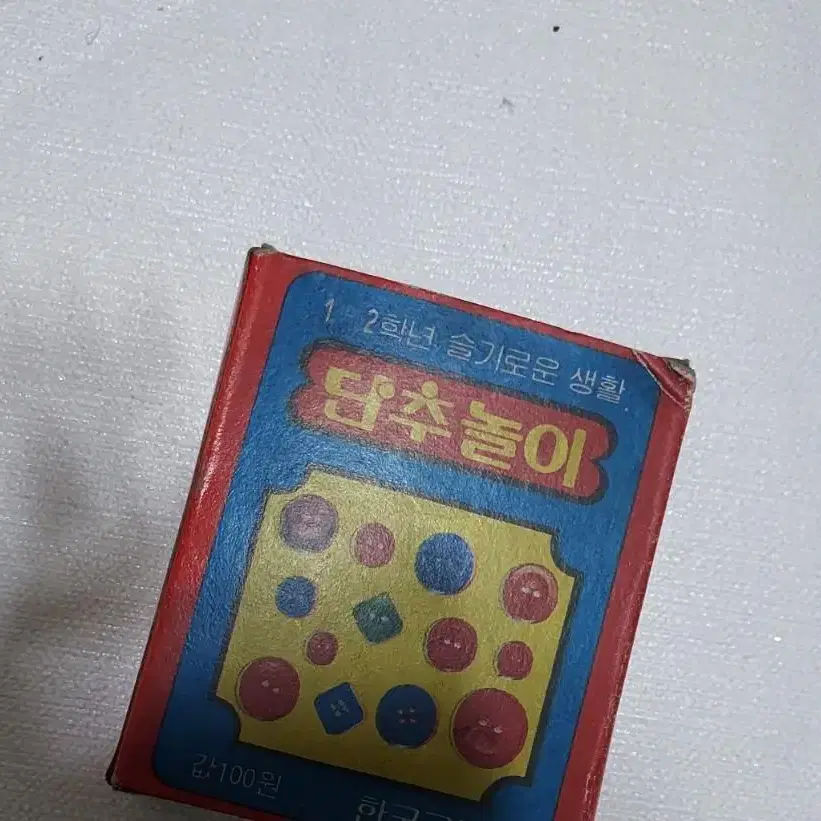 1 2학년 슬기로운 생활
단추놀이
값100원